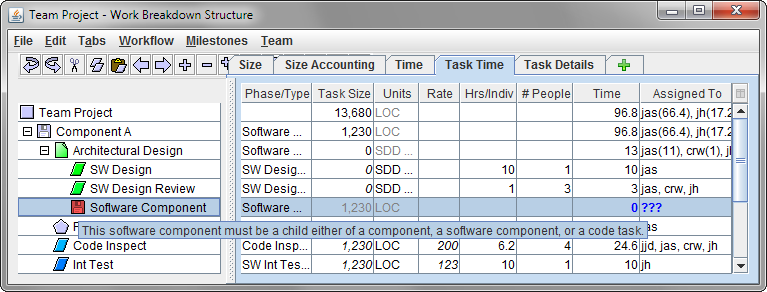 Team Project - Work Breakdown Structure
File Edit Tabs Workflow Milestones Team
Size Size Accounting Time Task Time Task Details
Phase/Type Task Size Units Rate Hrs/Indiv # People Time Assigned To
Team Project 13,680 LOC 96.8 jas(66.4), jh(17.2
Component A Software ... 1,230 LOC 96.8 jas(66.4), jh(17.2
Architectural Design Software ... 0 SDD ... 13 jas(11), crw(1), jh
SW Design SW Desig... 0 SDD ... 10 1 10 jas
SW Design Review SW Desig... 0 SDD ... 1 3 3 jas, crw, jh
Software Component Software ... 1,230 LOC 0 ???
This software component must be a child either of a component, a software component, or a code task.
Code Inspect Code Insp... 1,230 LOC 200 6.2 4 24.6 jjd, jas, crw, jh
Int Test SW Int Tes... 1,230 LOC 123 10 1 10 jh